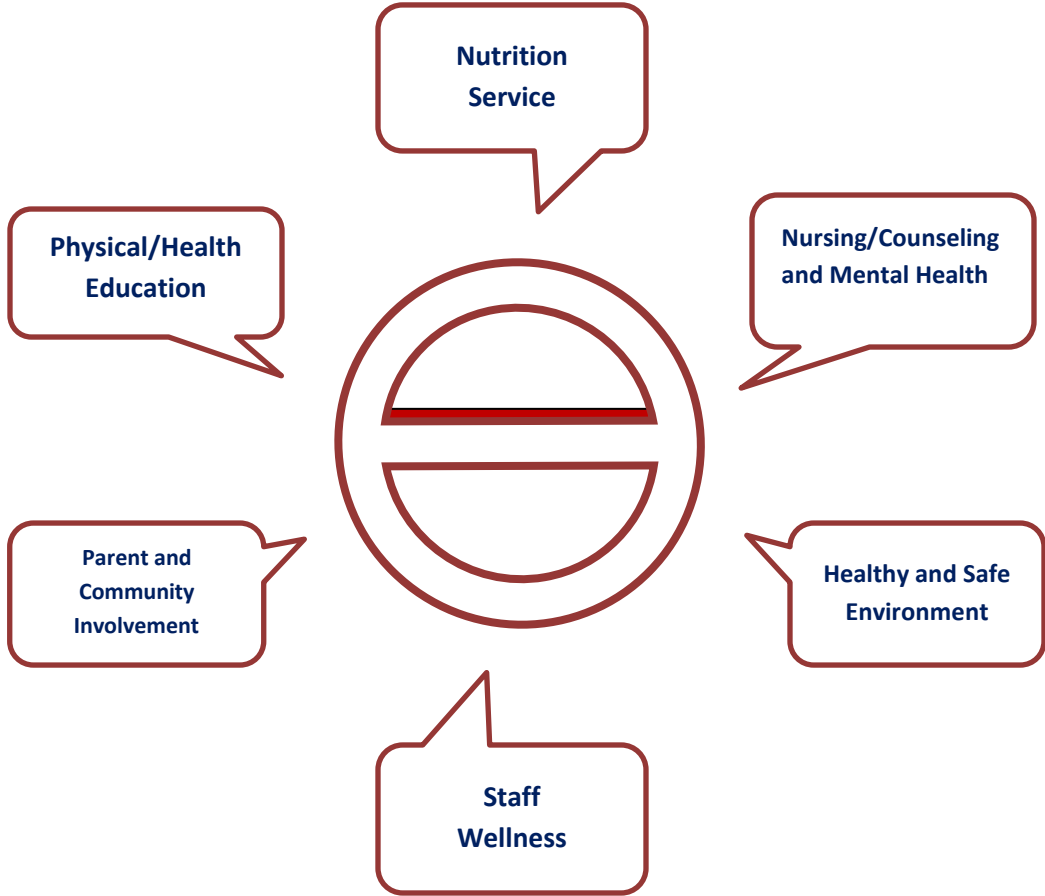 Nutrition
Service
Physical/Health
Education
Nursing/Counseling
and Mental Health
Parent and
Community
Involvement
Healthy and Safe
Environment
Staff
Wellness